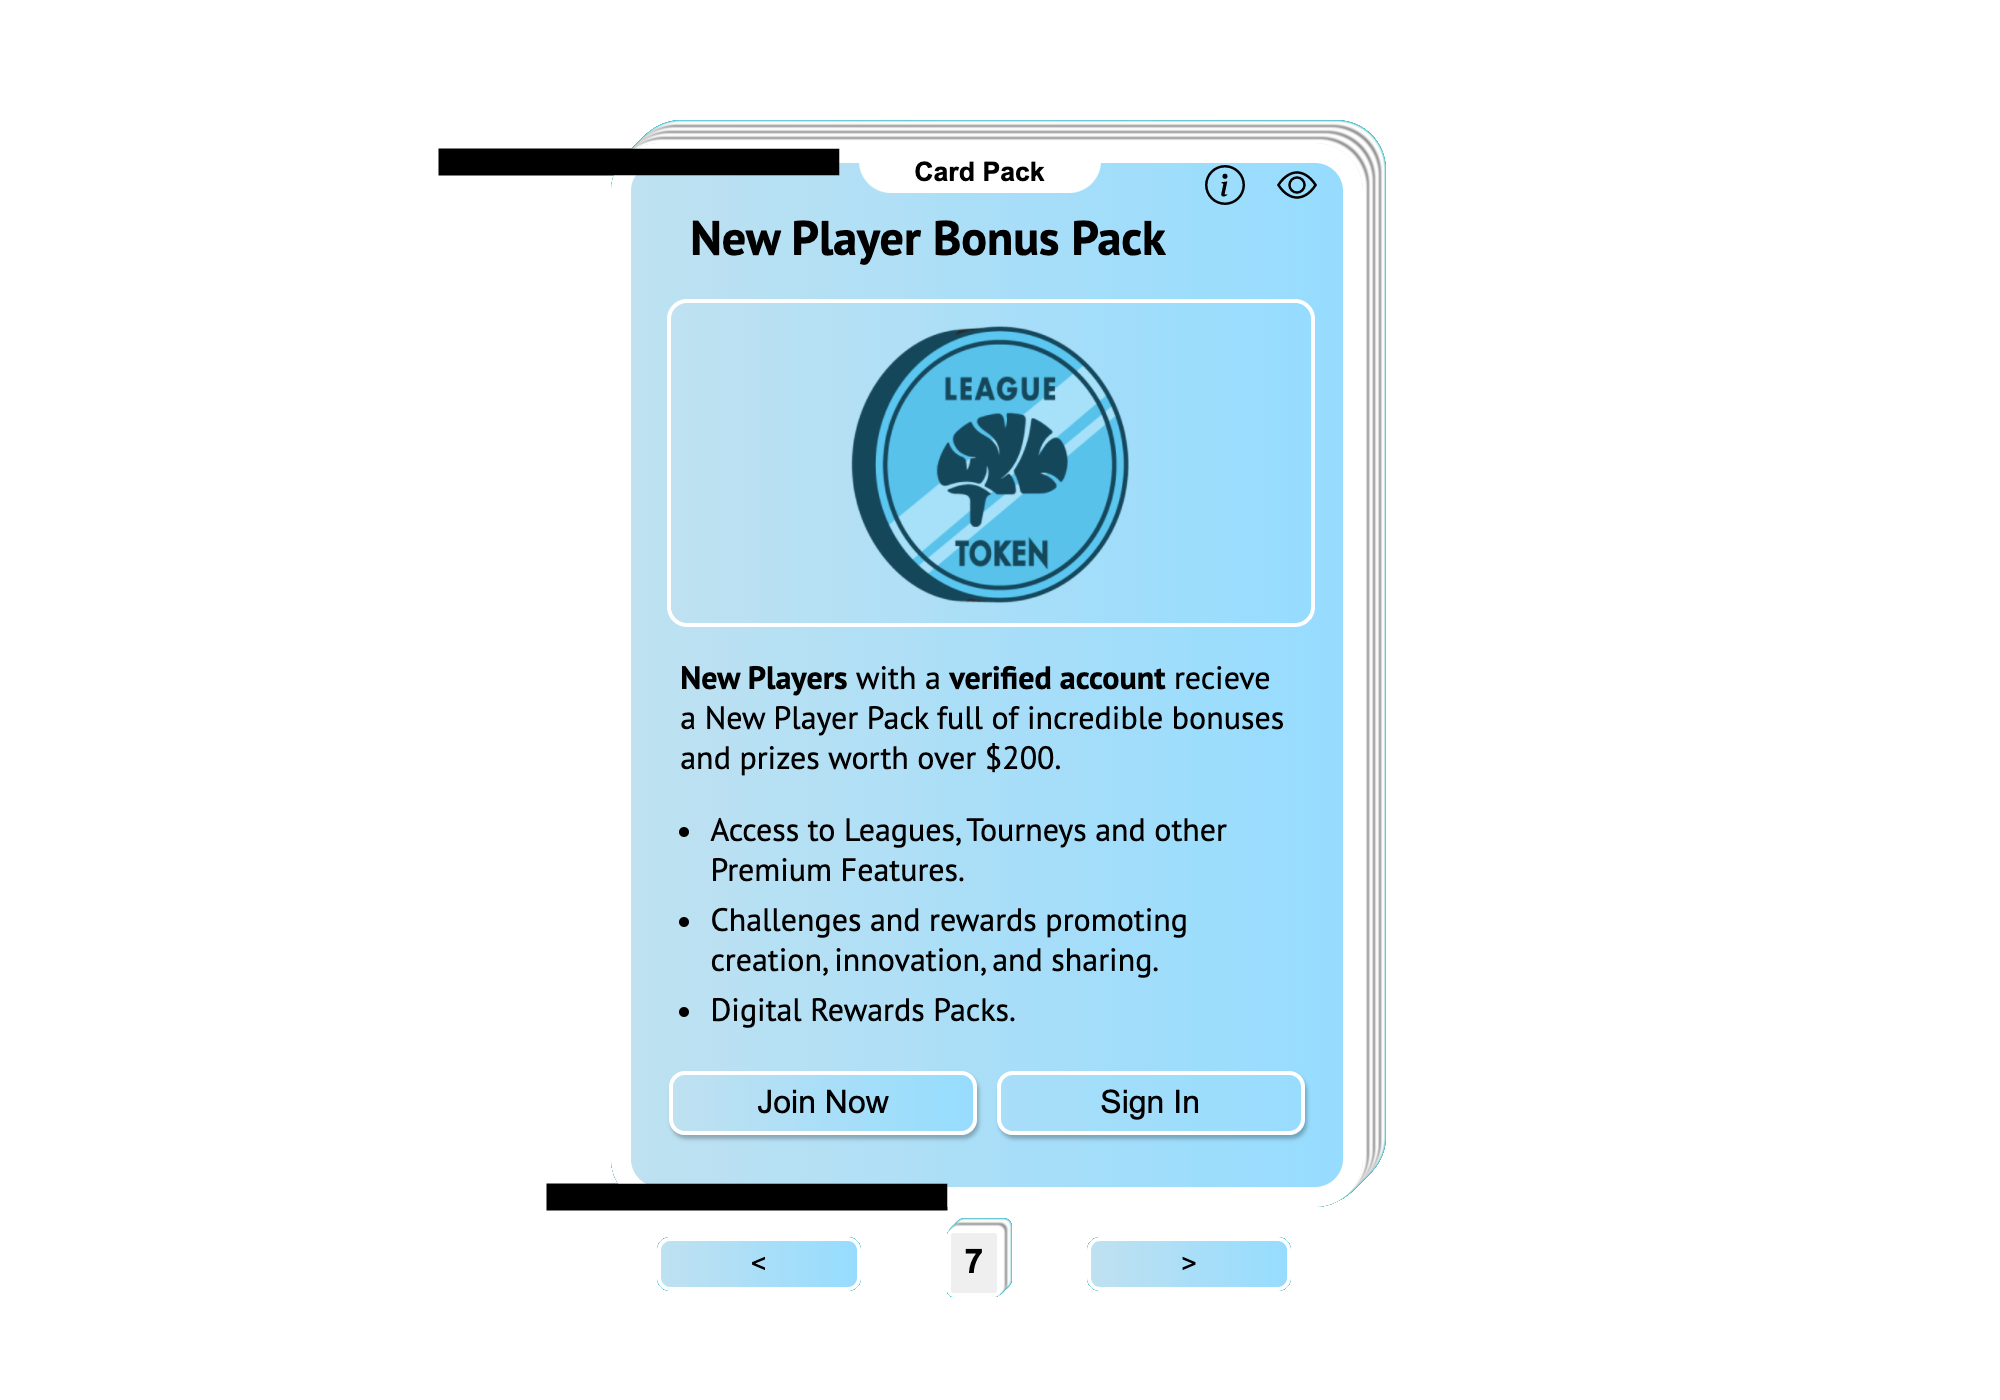 Card Pack
i
New Player Bonus Pack
LEAGUE
TOKEN
New Players with a verified account recieve
a New Player Pack full of incredible bonuses
and prizes worth over $200.
• Access to Leagues, Tourneys and other
Premium Features.
• Challenges and rewards promoting
creation, innovation, and sharing.
• Digital Rewards Packs.
Join Now
Sign In
<
7
>